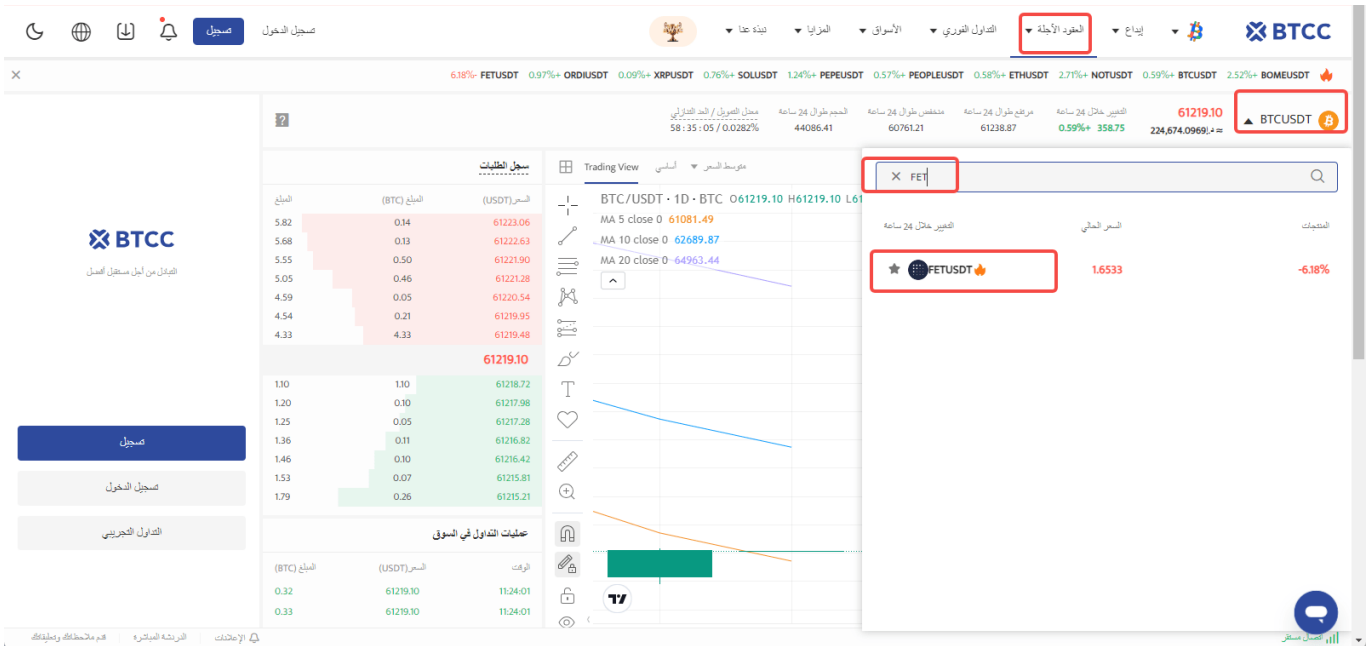 BTCC
إيداع
العقود الآجلة
التداول الفوري
الأسواق
المزايا
نبذة عنا
تسجيل الدخول
تسجيل
BOMEUSDT +2.52% BTCUSDT +0.59% NOTUSDT +2.71% ETHUSDT +0.58% PEOPLEUSDT +0.57% PEPEUSDT +1.24% SOLUSDT +0.76% XRPUSDT +0.09% ORDIUSDT +0.97% FETUSDT -6.18%
BTCUSDT
61219.10
≈ د.إ224,674.0969
التغيير خلال 24 ساعة
358.75 +0.59%
مرتفع طوال 24 ساعة
61238.87
منخفض طوال 24 ساعة
60761.21
الحجم طوال 24 ساعة
44086.41
معدل التمويل / العد التنازلي
0.0282% / 05 : 35 : 58
FET
المنتجات السعر الحالي التغيير خلال 24 ساعة
FETUSDT 1.6533 -6.18%
Trading View أساسي متوسط السعر
BTC/USDT · 1D · BTC O61219.10 H61219.10 L61
MA 5 close 0 61081.49
MA 10 close 0 62689.87
MA 20 close 0 64963.44
سجل الطلبات
السعر(USDT) المبلغ (BTC) المبلغ
61223.06 0.14 5.82
61222.63 0.13 5.68
61221.90 0.50 5.55
61221.28 0.46 5.05
61220.54 0.05 4.59
61219.95 0.21 4.54
61219.48 4.33 4.33
61219.10
61218.72 1.10 1.10
61217.98 0.10 1.20
61217.28 0.05 1.25
61216.82 0.11 1.36
61216.42 0.10 1.46
61215.81 0.07 1.53
61215.21 0.26 1.79
عمليات التداول في السوق
الوقت السعر(USDT) المبلغ (BTC)
11:24:01 61219.10 0.32
11:24:01 61219.10 0.33
BTCC
التبادل من أجل مستقبل أفضل
تسجيل
تسجيل الدخول
التداول التجريبي
اتصال مستقر
الإعلانات
الدردشة المباشرة
قدم ملاحظاتك وتعليقاتك